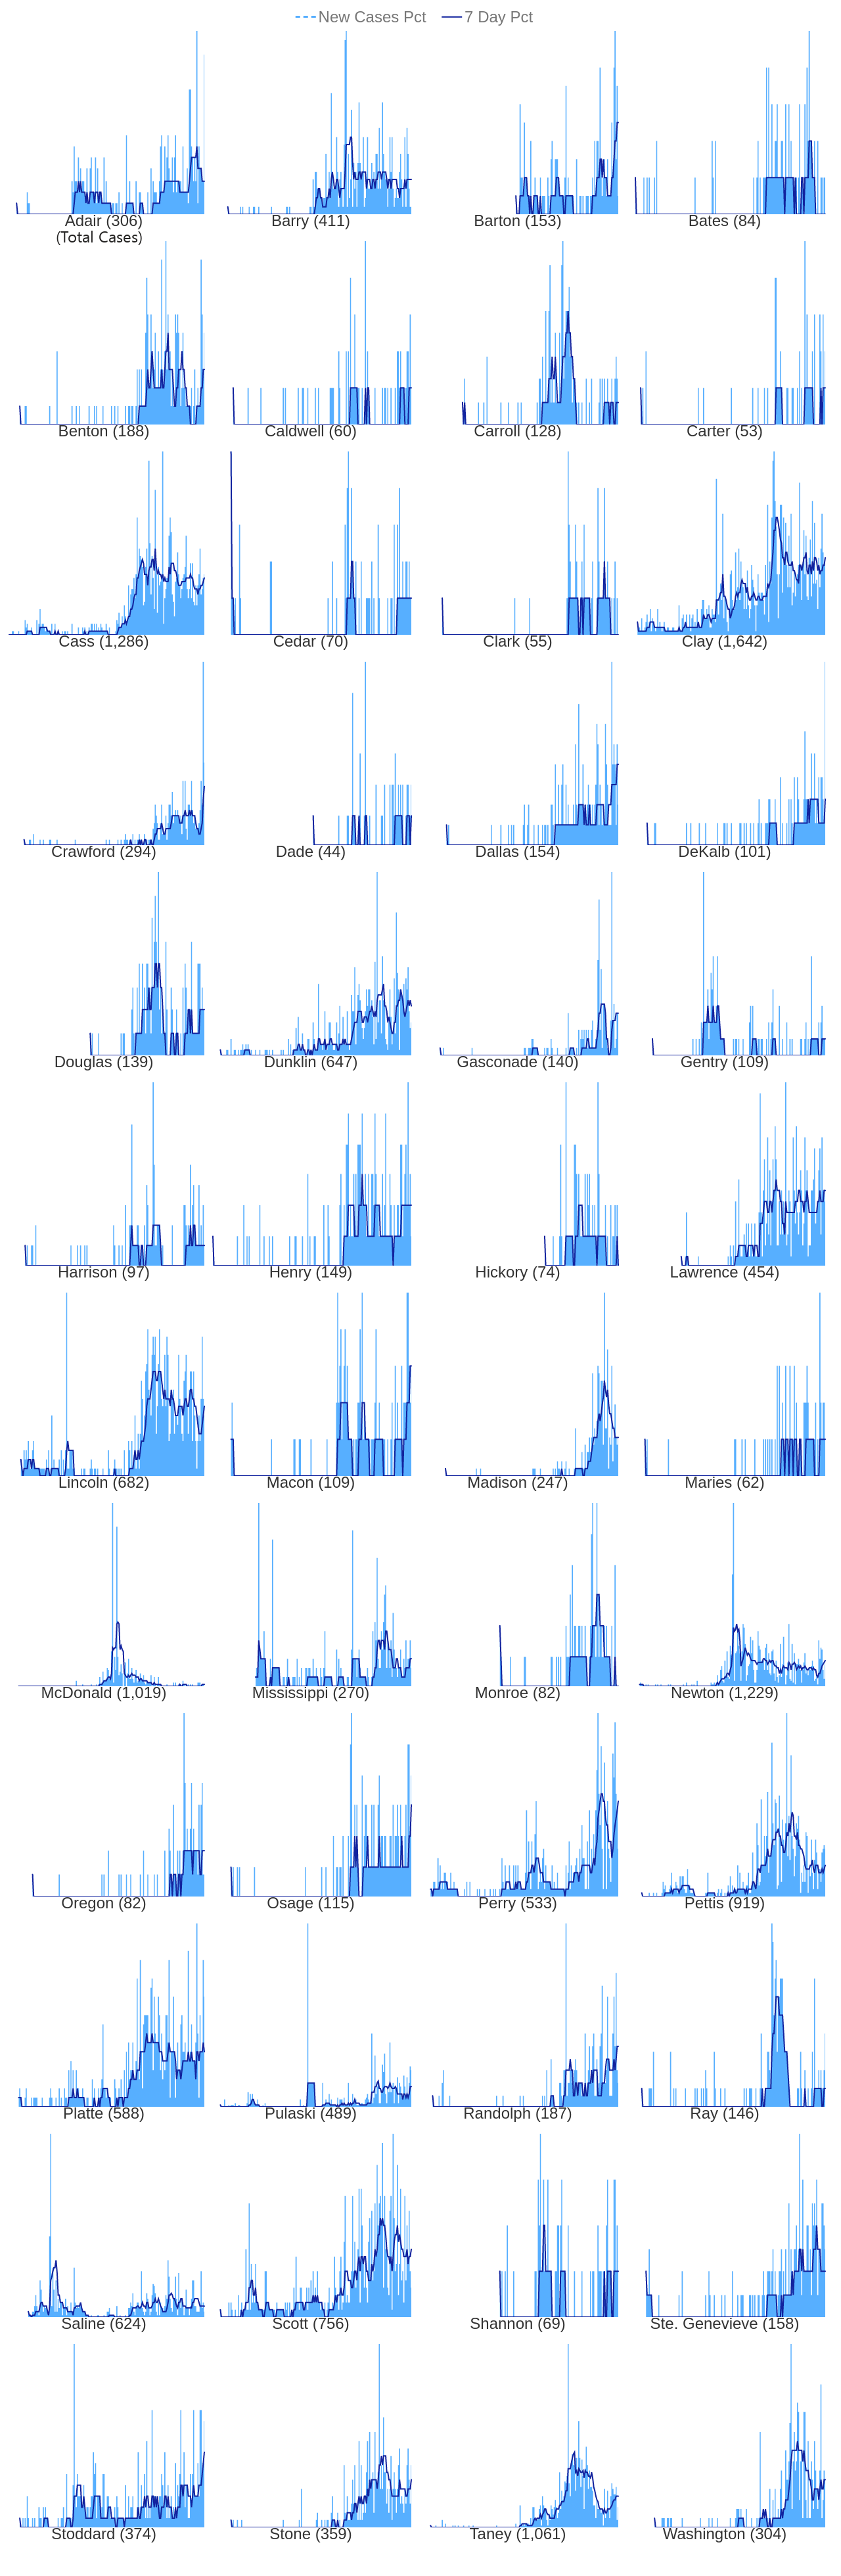 New Cases Pct 7 Day Pct
Adair (306) Barry (411) Barton (153) Bates (84)
(Total Cases)
Benton (188) Caldwell (60) Carroll (128) Carter (53)
Cass (1,286) Cedar (70) Clark (55) Clay (1,642)
Crawford (294) Dade (44) Dallas (154) DeKalb (101)
Douglas (139) Dunklin (647) Gasconade (140) Gentry (109)
Harrison (97) Henry (149) Hickory (74) Lawrence (454)
Lincoln (682) Macon (109) Madison (247) Maries (62)
McDonald (1,019) Mississippi (270) Monroe (82) Newton (1,229)
Oregon (82) Osage (115) Perry (533) Pettis (919)
Platte (588) Pulaski (489) Randolph (187) Ray (146)
Saline (624) Scott (756) Shannon (69) Ste. Genevieve (158)
Stoddard (374) Stone (359) Taney (1,061) Washington (304)